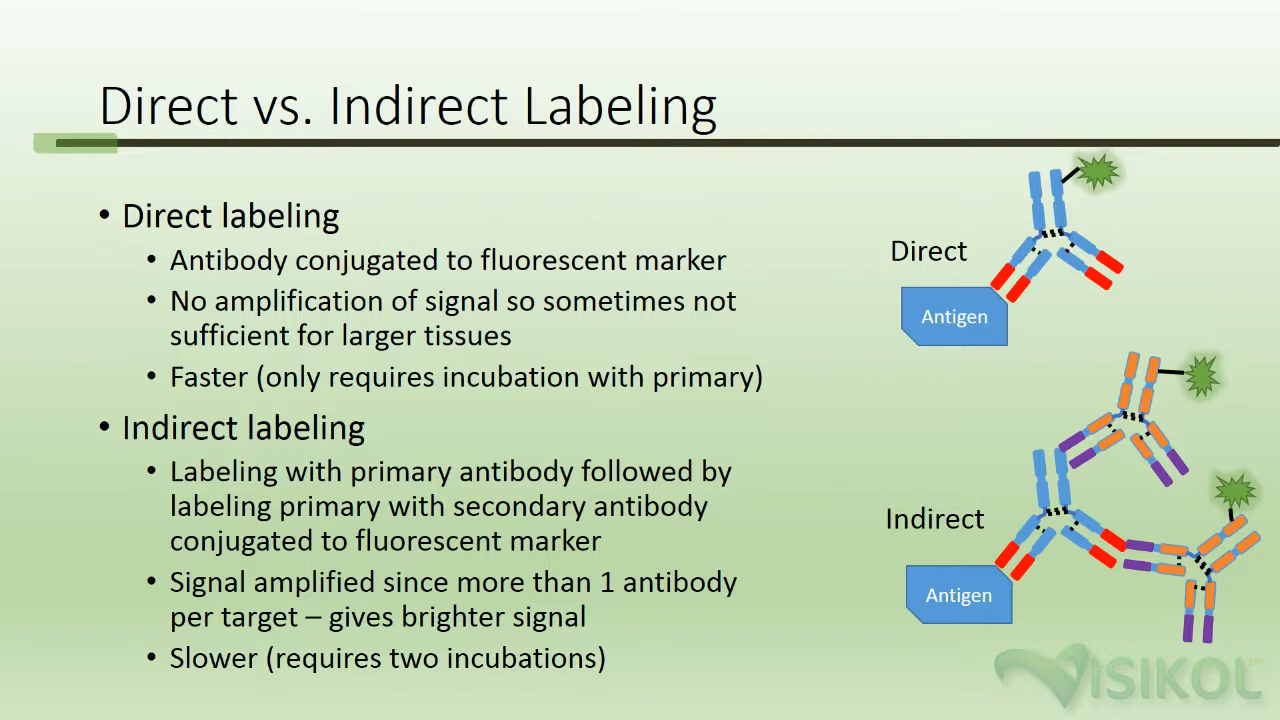 Direct vs. Indirect Labeling
• Direct labeling
• Antibody conjugated to fluorescent marker
• No amplification of signal so sometimes not
sufficient for larger tissues
• Faster (only requires incubation with primary)
• Indirect labeling
• Labeling with primary antibody followed by
labeling primary with secondary antibody
conjugated to fluorescent marker
• Signal amplified since more than 1 antibody
per target – gives brighter signal
• Slower (requires two incubations)
Direct
Antigen
Indirect
Antigen
VISIKOL